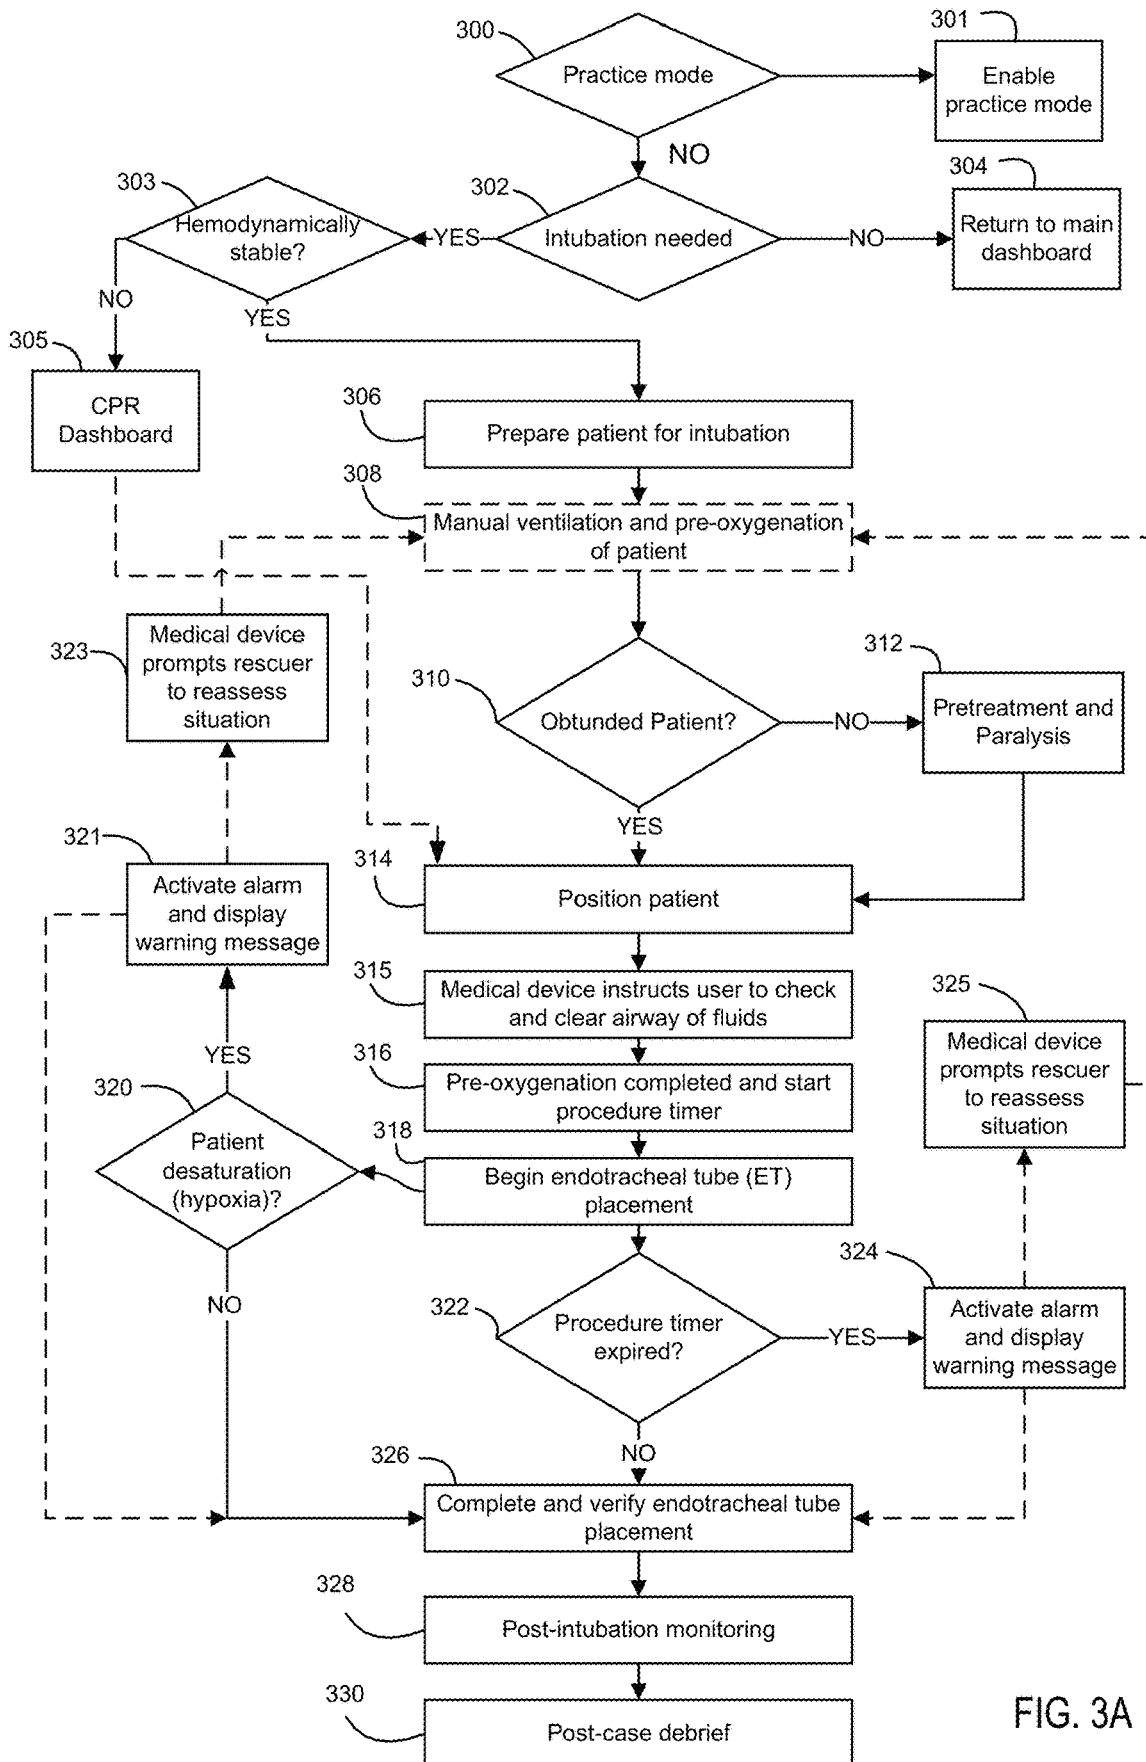 300
Practice mode
301
Enable
practice mode
NO
303
Hemodynamically
stable?
YES
302
Intubation needed
NO
304
Return to main
dashboard
NO
YES
305
CPR
Dashboard
306
Prepare patient for intubation
308
Manual ventilation and pre-oxygenation
of patient
323
Medical device
prompts rescuer
to reassess
situation
310
Obtunded Patient?
NO
312
Pretreatment and
Paralysis
YES
321
Activate alarm
and display
warning message
314
Position patient
315
Medical device instructs user to check
and clear airway of fluids
325
Medical device
prompts rescuer
to reassess
situation
YES
316
Pre-oxygenation completed and start
procedure timer
320
Patient
desaturation
(hypoxia)?
318
Begin endotracheal tube (ET)
placement
NO
322
Procedure timer
expired?
YES
324
Activate alarm
and display
warning message
NO
326
Complete and verify endotracheal tube
placement
328
Post-intubation monitoring
330
Post-case debrief
FIG. 3A